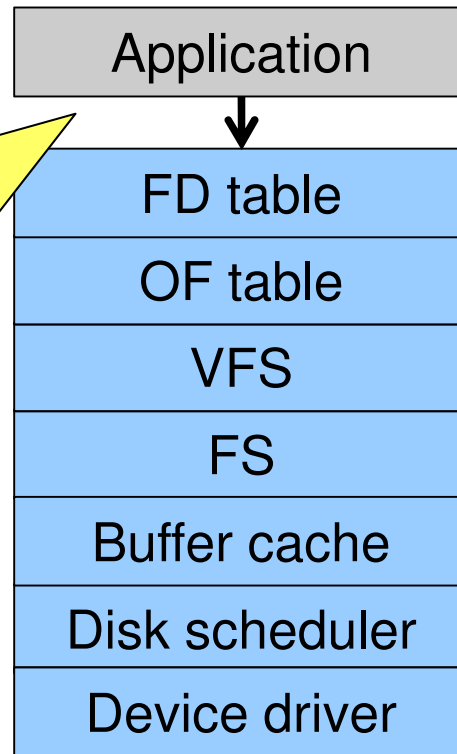 Application
FD table
OF table
VFS
FS
Buffer cache
Disk scheduler
Device driver